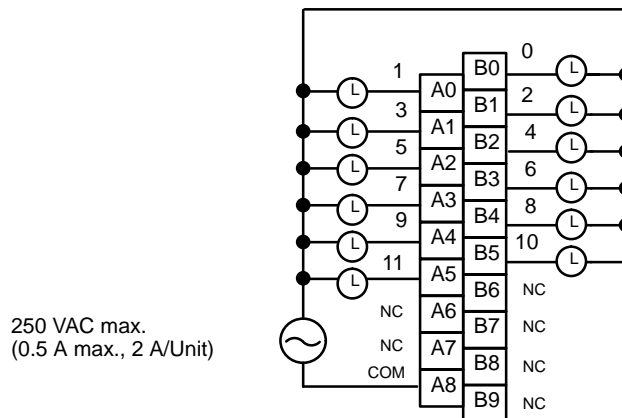 0
B0
L
1
L
A0
B1
2
L
3
L
A1
B2
4
L
5
L
A2
B3
6
L
7
L
A3
B4
8
L
9
L
A4
B5
10
L
11
L
A5
B6
NC
NC
A6
B7
NC
NC
A7
B8
NC
COM
A8
B9
NC
250 VAC max.
(0.5 A max., 2 A/Unit)